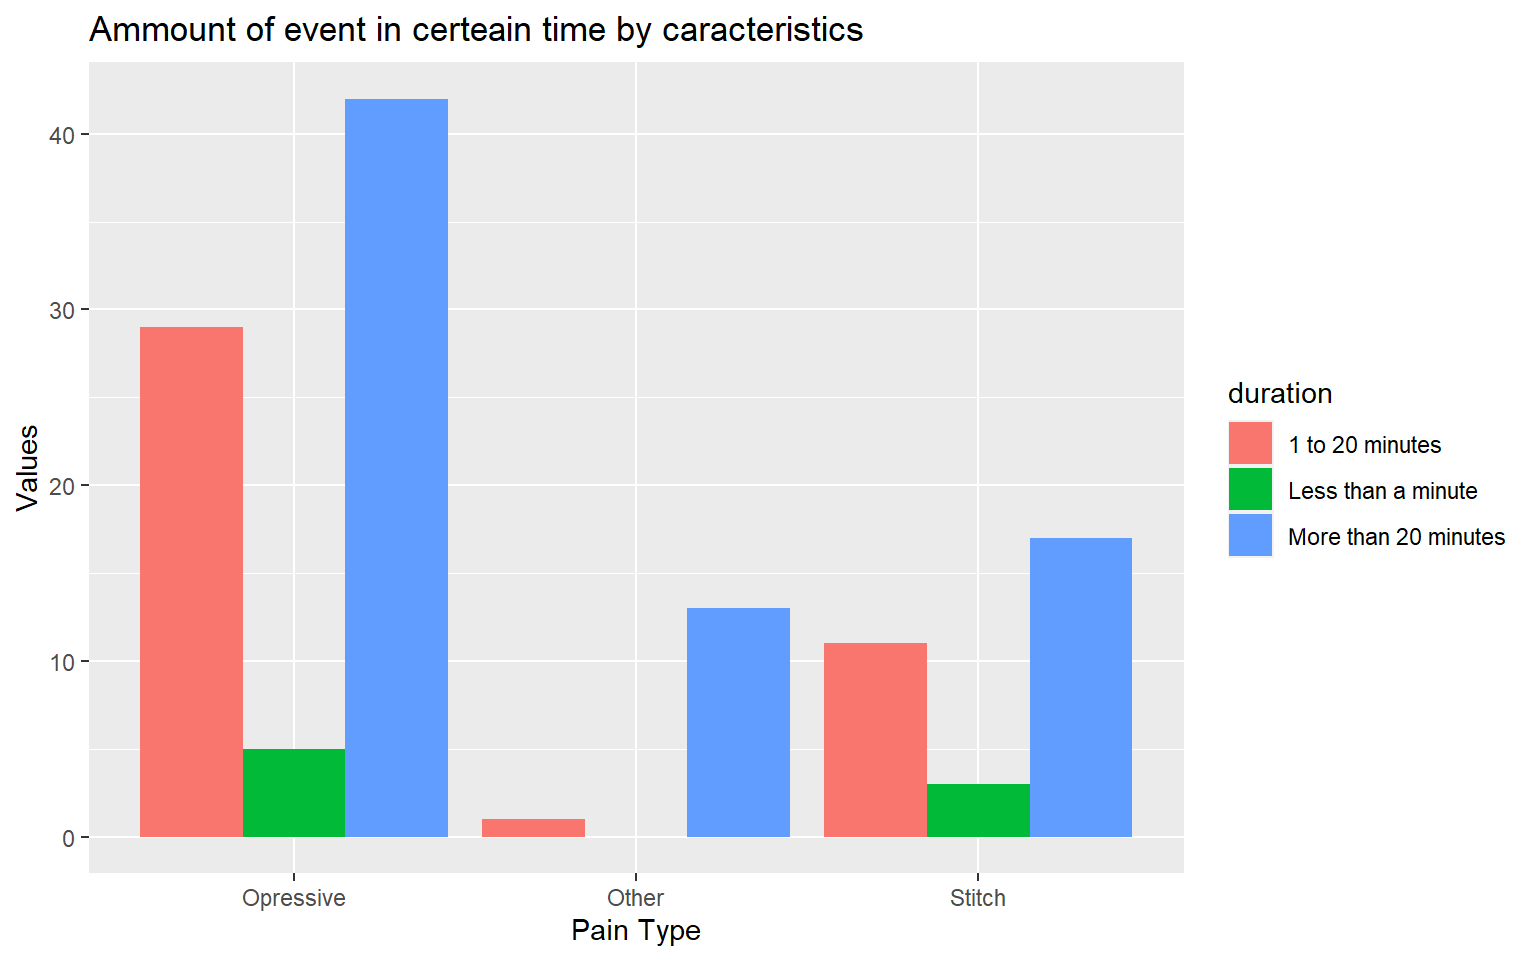 Ammount of event in certeain time by caracteristics
Values
40
30
20
10
0
Opressive
Other
Stitch
Pain Type
duration
1 to 20 minutes
Less than a minute
More than 20 minutes